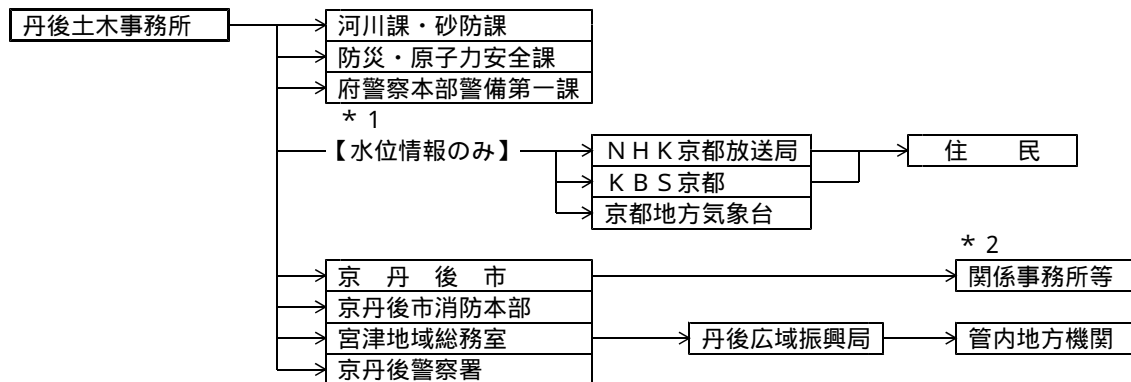 丹後土木事務所 河川課・砂防課
防災・原子力安全課
府警察本部警備第一課
＊1
【水位情報のみ】 ＮＨＫ京都放送局 住　　民
ＫＢＳ京都
京都地方気象台
＊2
京　丹　後　市 関係事務所等
京丹後市消防本部
宮津地域総務室 丹後広域振興局 管内地方機関
京丹後警察署